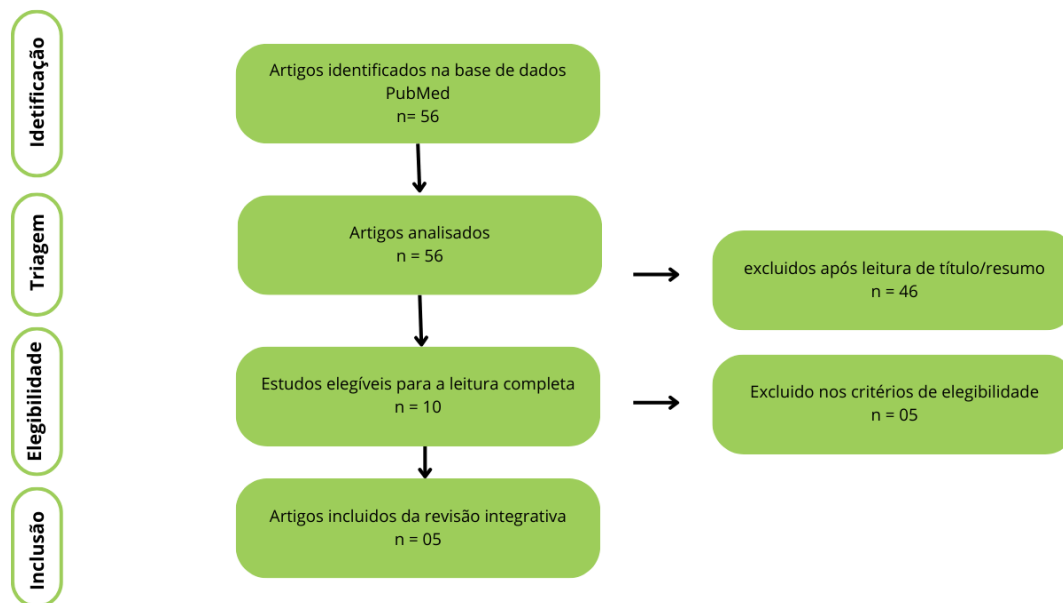 Idetificação
Artigos identificados na base de dados
PubMed
n= 56
Triagem
Artigos analisados
n = 56
excluidos após leitura de título/resumo
n = 46
Elegibilidade
Estudos elegíveis para a leitura completa
n = 10
Excluido nos critérios de elegibilidade
n = 05
Inclusão
Artigos incluidos da revisão integrativa
n = 05